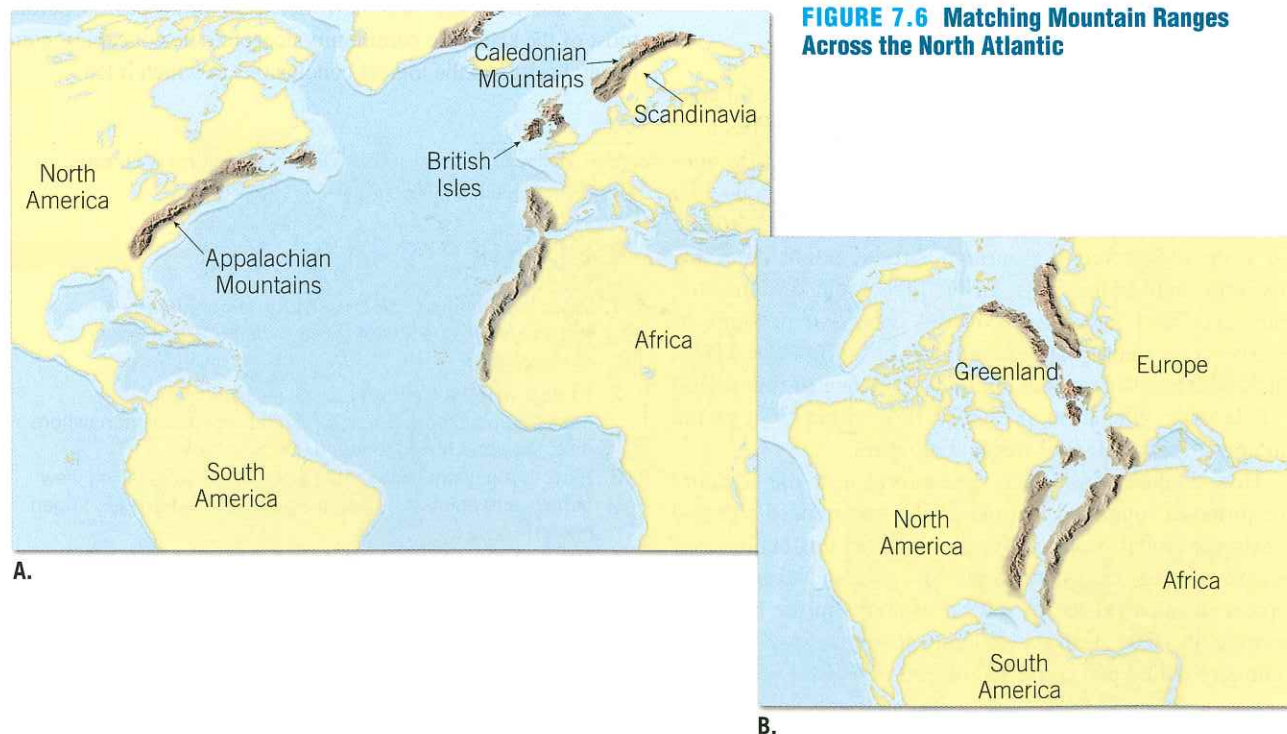 FIGURE 7.6 Matching Mountain Ranges
Across the North Atlantic
Caledonian
Mountains
Scandinavia
British
Isles
North
America
Appalachian
Mountains
Africa
South
America
A.
Greenland
Europe
North
America
Africa
South
America
B.